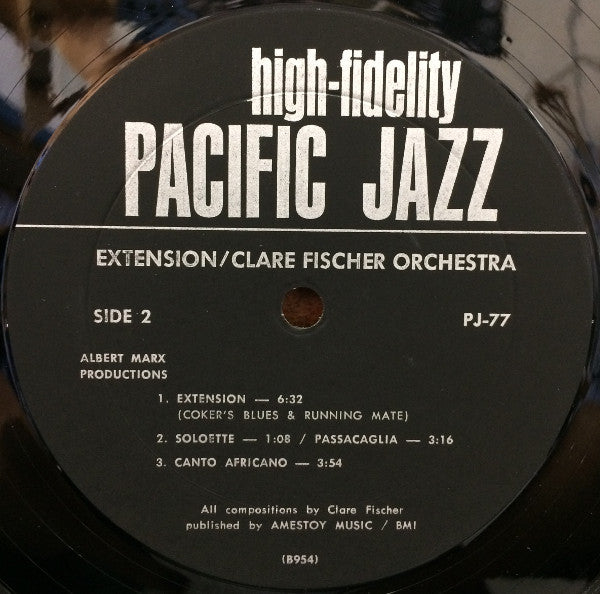 high-fidelity
PACIFIC JAZZ
EXTENSION/CLARE FISCHER ORCHESTRA
SIDE 2 PJ-77
ALBERT MARX
PRODUCTIONS
1. EXTENSION — 6:32
(COKER'S BLUES & RUNNING MATE)
2. SOLOETTE — 1:08 / PASSACAGLIA — 3:16
3. CANTO AFRICANO — 3:54
All compositions by Clare Fischer
published by AMESTOY MUSIC / BMI
(B954)